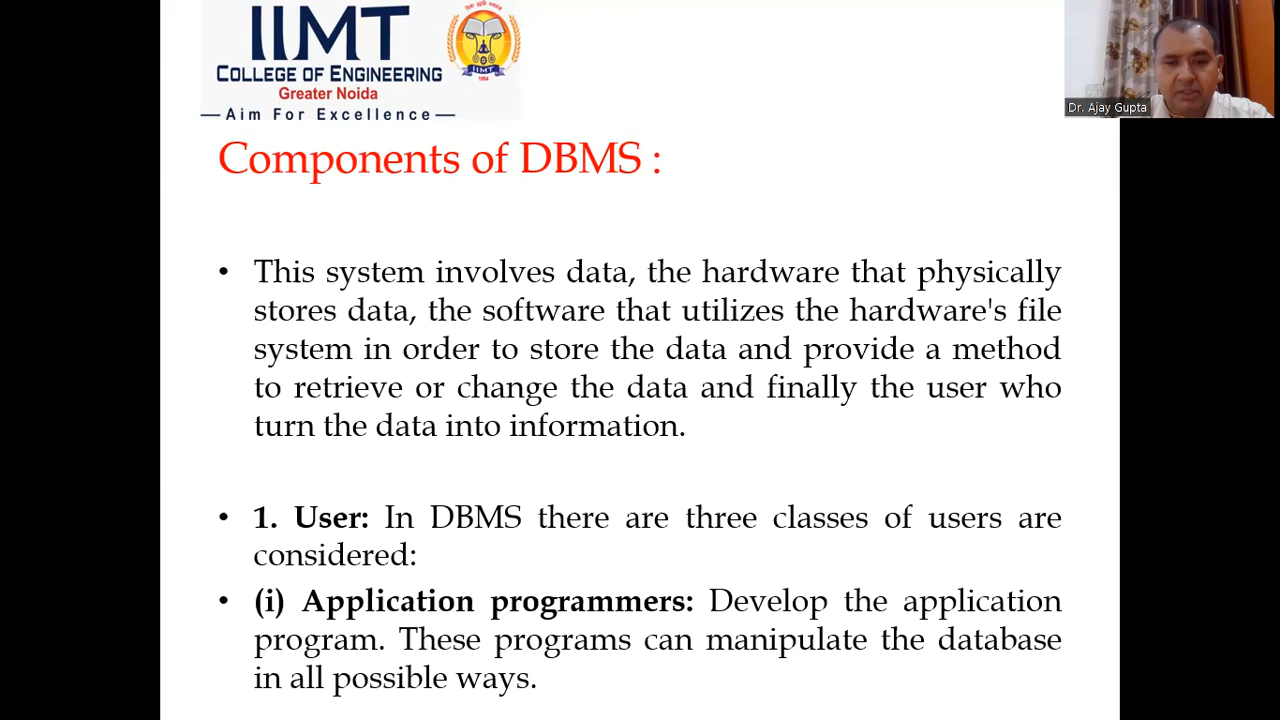 IIMT
COLLEGE OF ENGINEERING
Greater Noida
—Aim For Excellence—
IIMT
1994
Dr. Ajay Gupta
Components of DBMS :
• This system involves data, the hardware that physically
stores data, the software that utilizes the hardware's file
system in order to store the data and provide a method
to retrieve or change the data and finally the user who
turn the data into information.
• 1. User: In DBMS there are three classes of users are
considered:
• (i) Application programmers: Develop the application
program. These programs can manipulate the database
in all possible ways.